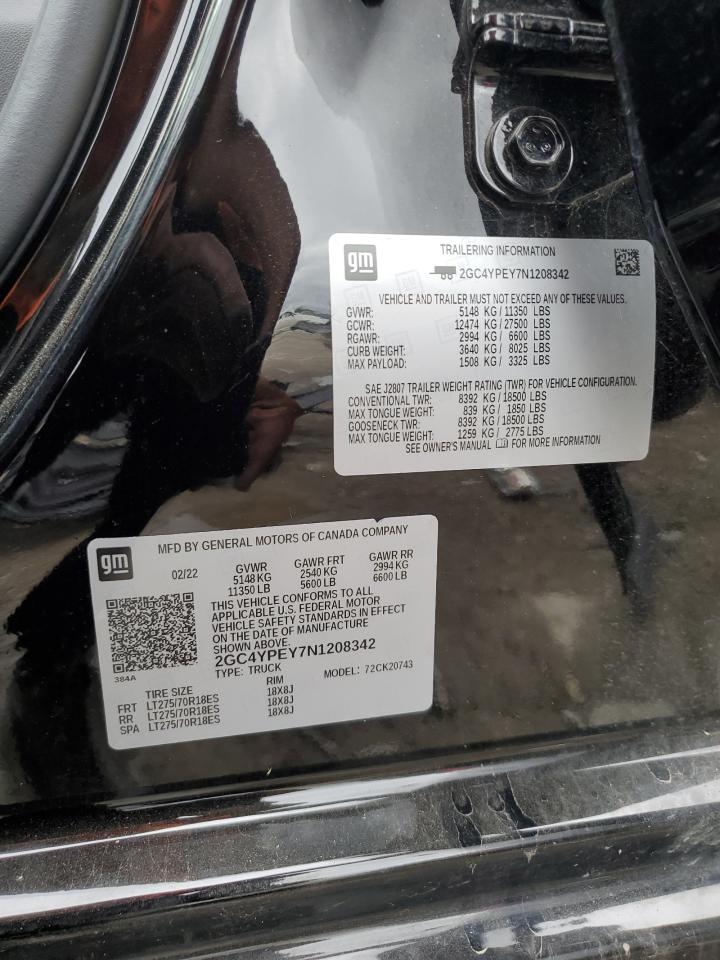 gm
TRAILERING INFORMATION
2GC4YPEY7N1208342
VEHICLE AND TRAILER MUST NOT EXCEED ANY OF THESE VALUES.
GVWR: 5148 KG / 11350 LBS
GCWR: 12474 KG / 27500 LBS
RGAWR: 2994 KG / 6600 LBS
CURB WEIGHT: 3640 KG / 8025 LBS
MAX PAYLOAD: 1508 KG / 3325 LBS
SAE J2807 TRAILER WEIGHT RATING (TWR) FOR VEHICLE CONFIGURATION.
CONVENTIONAL TWR: 8392 KG / 18500 LBS
MAX TONGUE WEIGHT: 839 KG / 1850 LBS
GOOSENECK TWR: 8392 KG / 18500 LBS
MAX TONGUE WEIGHT: 1259 KG / 2775 LBS
SEE OWNER'S MANUAL FOR MORE INFORMATION
gm
MFD BY GENERAL MOTORS OF CANADA COMPANY
02/22 GVWR GAWR FRT GAWR RR
5148 KG 2540 KG 2994 KG
11350 LB 5600 LB 6600 LB
THIS VEHICLE CONFORMS TO ALL
APPLICABLE U.S. FEDERAL MOTOR
VEHICLE SAFETY STANDARDS IN EFFECT
ON THE DATE OF MANUFACTURE
SHOWN ABOVE.
2GC4YPEY7N1208342
384A TYPE: TRUCK MODEL: 72CK20743
TIRE SIZE RIM
FRT LT275/70R18ES 18X8J
RR LT275/70R18ES 18X8J
SPA LT275/70R18ES 18X8J